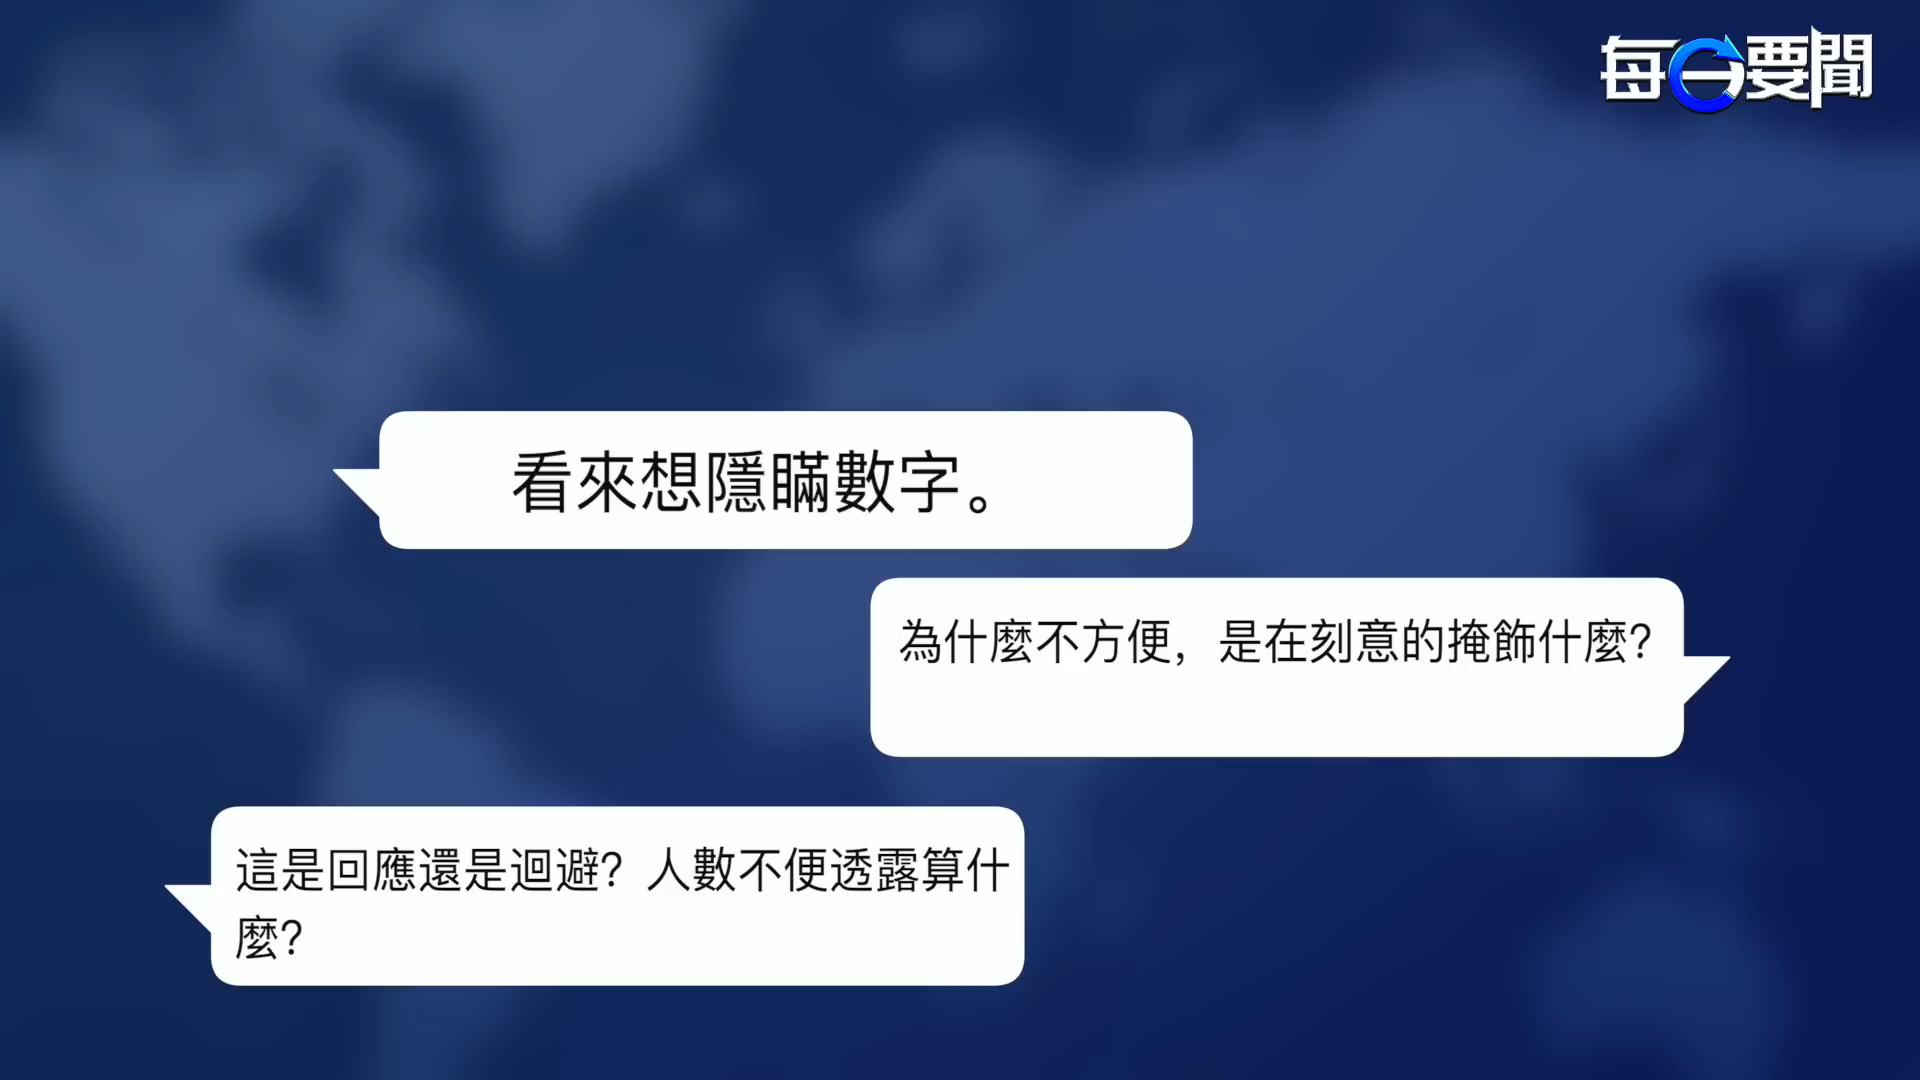 每日要聞
看來想隱瞞數字。
為什麼不方便，是在刻意的掩飾什麼？
這是回應還是迴避？人數不便透露算什
麼？